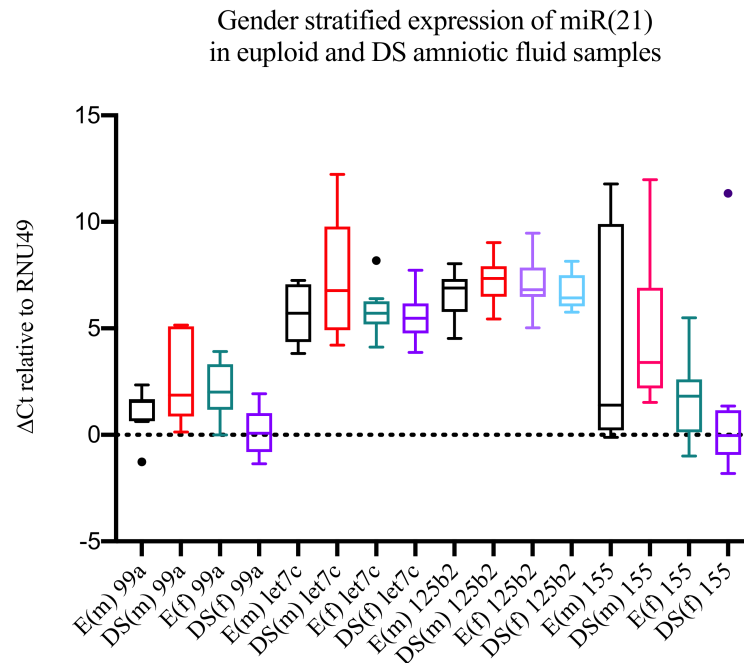 Gender stratified expression of miR(21)
in euploid and DS amniotic fluid samples
ΔCt relative to RNU49
15
10
5
0
-5
E(m) 99a
DS(m) 99a
E(f) 99a
DS(f) 99a
E(m) let7c
DS(m) let7c
E(f) let7c
DS(f) let7c
E(m) 125b2
DS(m) 125b2
E(f) 125b2
DS(f) 125b2
E(m) 155
DS(m) 155
E(f) 155
DS(f) 155